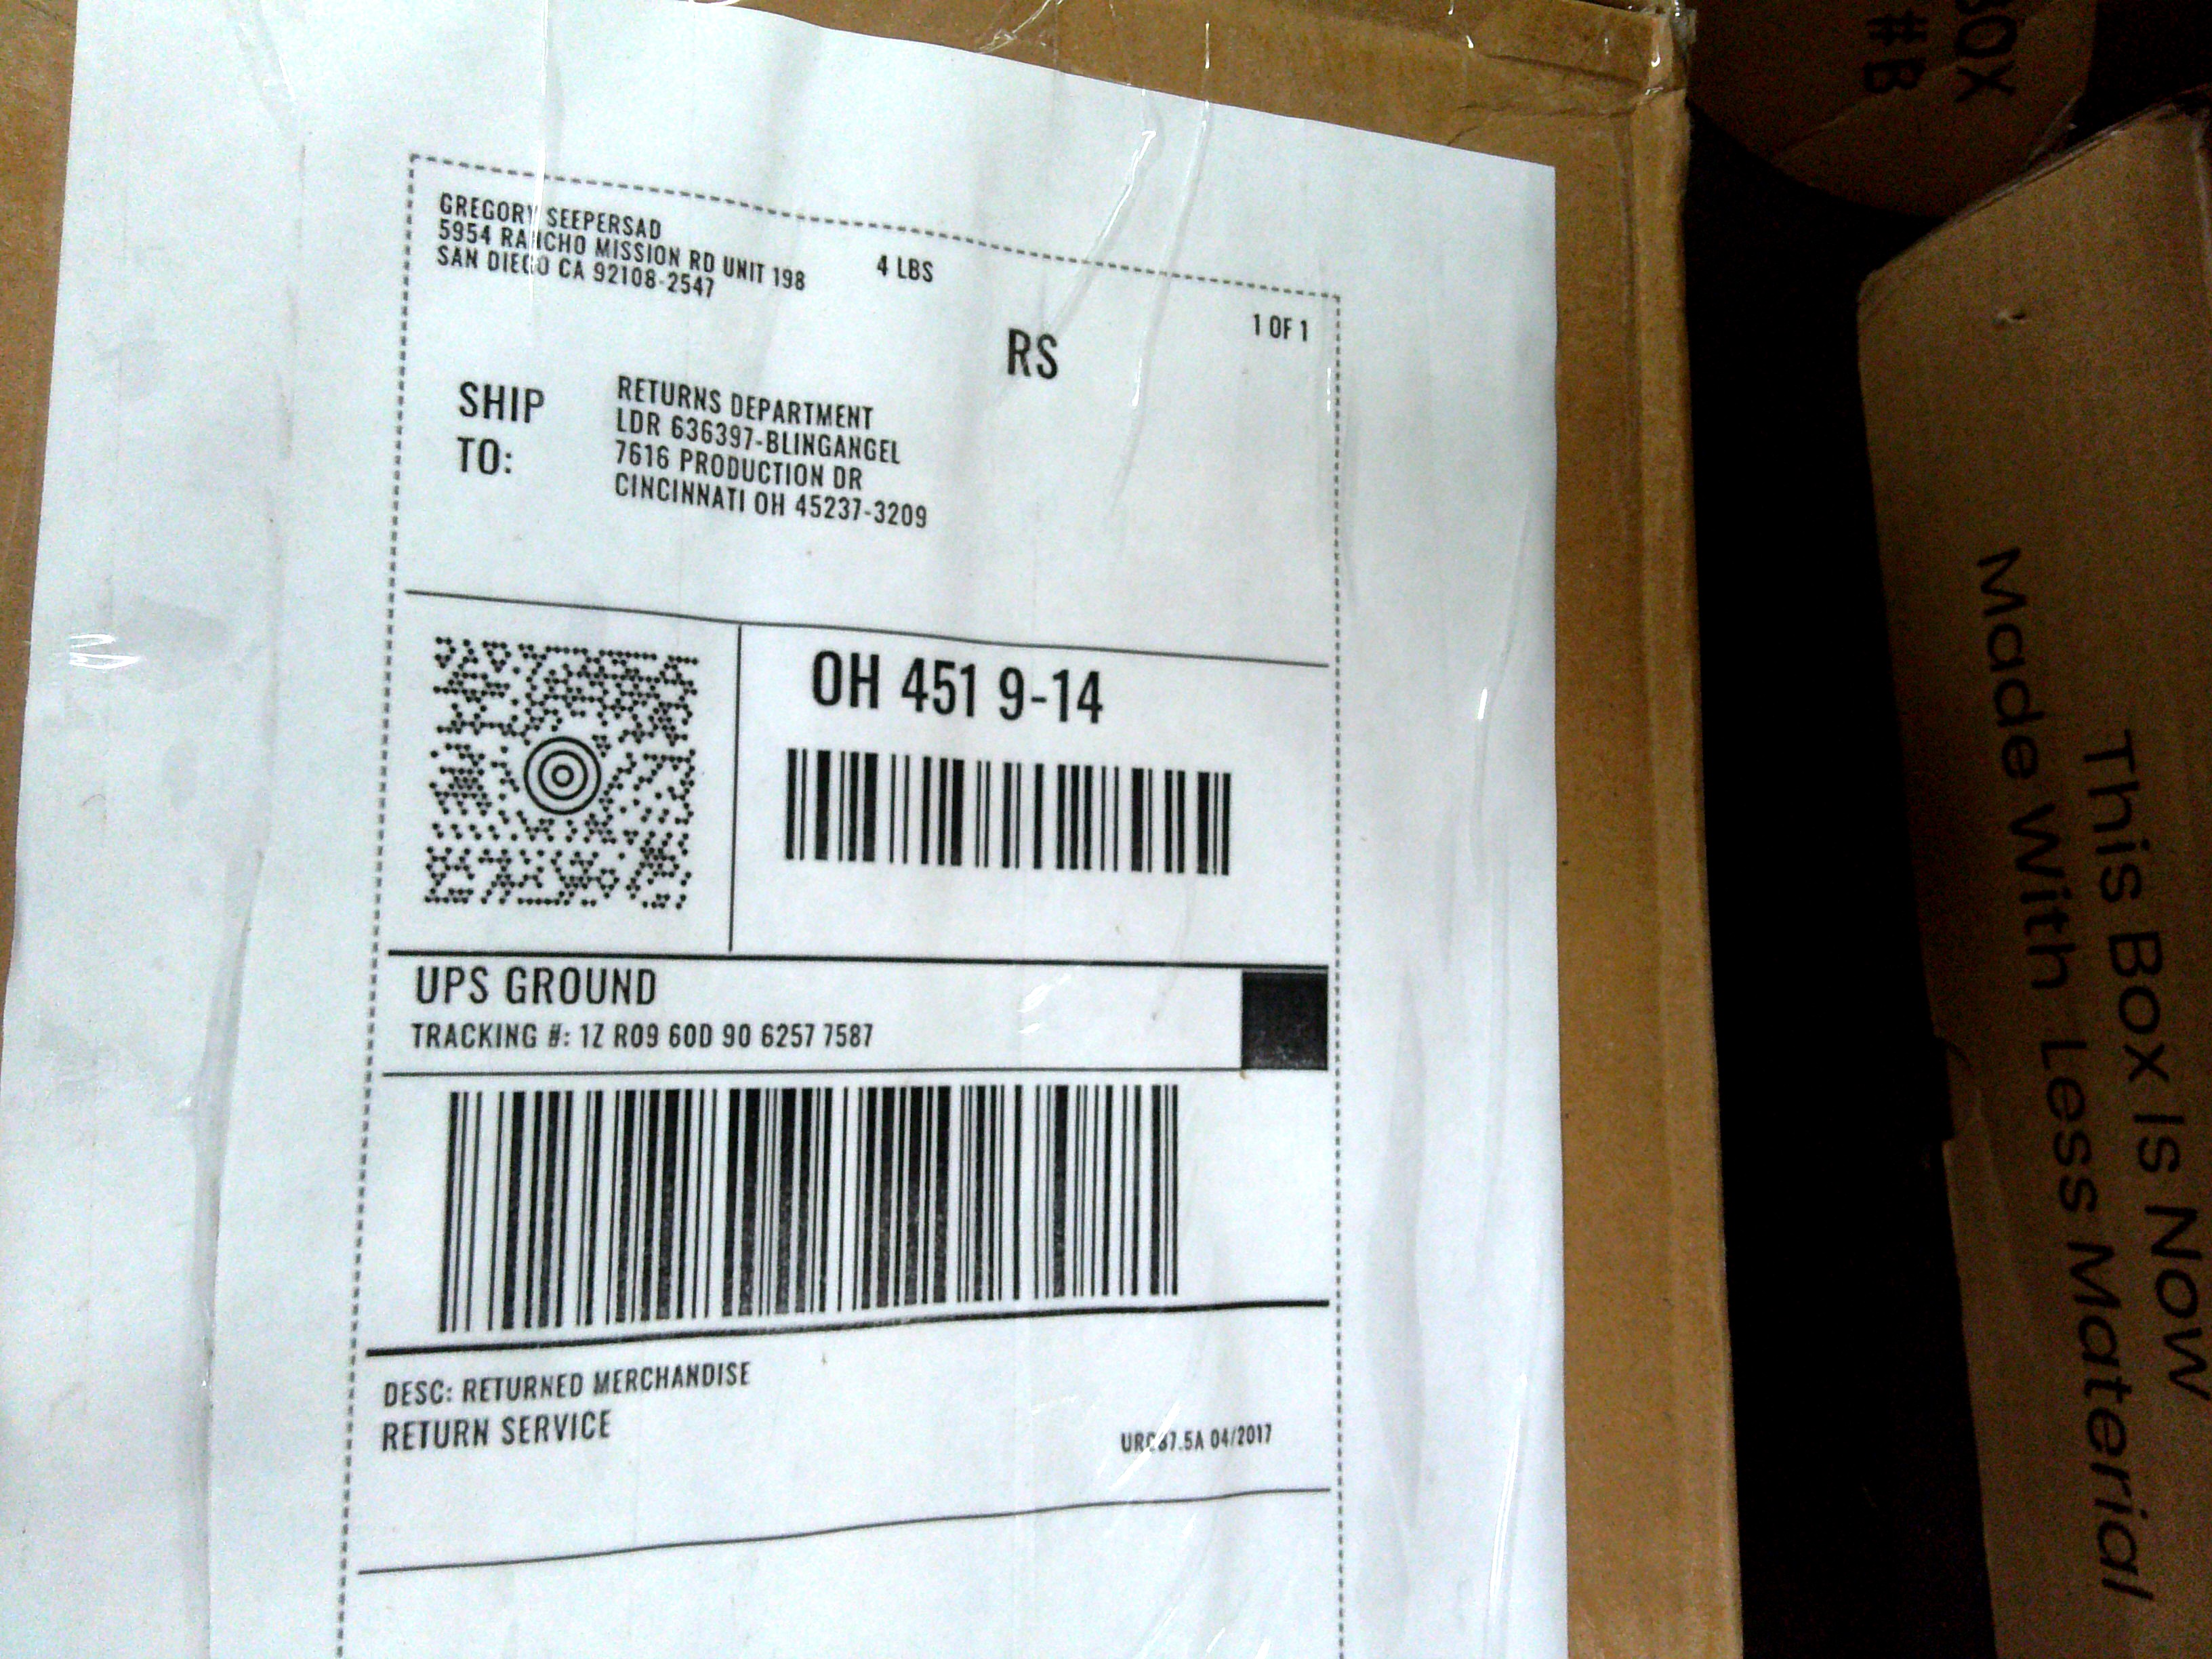 GREGORY SEEPERSAD
5954 RANCHO MISSION RD UNIT 198
SAN DIEGO CA 92108-2547
4 LBS
1 OF 1
RS
SHIP
TO:
RETURNS DEPARTMENT
LDR 636397-BLINGANGEL
7616 PRODUCTION DR
CINCINNATI OH 45237-3209
OH 451 9-14
UPS GROUND
TRACKING #: 1Z R09 60D 90 6257 7587
DESC: RETURNED MERCHANDISE
RETURN SERVICE
04/2017
BOX
#B
This Box Is Now
Made With Less Material